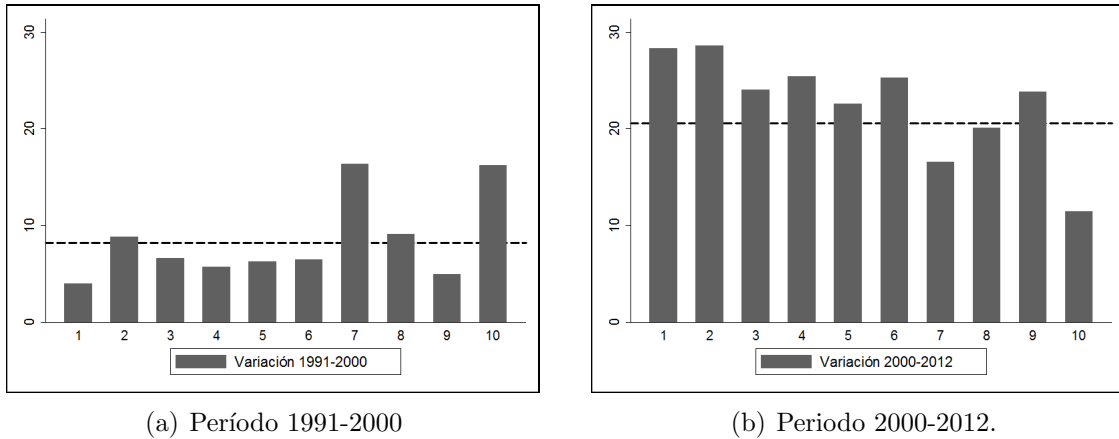 30
20
10
0
1 2 3 4 5 6 7 8 9 10
Variación 1991-2000
(a) Período 1991-2000
30
20
10
0
1 2 3 4 5 6 7 8 9 10
Variación 2000-2012
(b) Periodo 2000-2012.